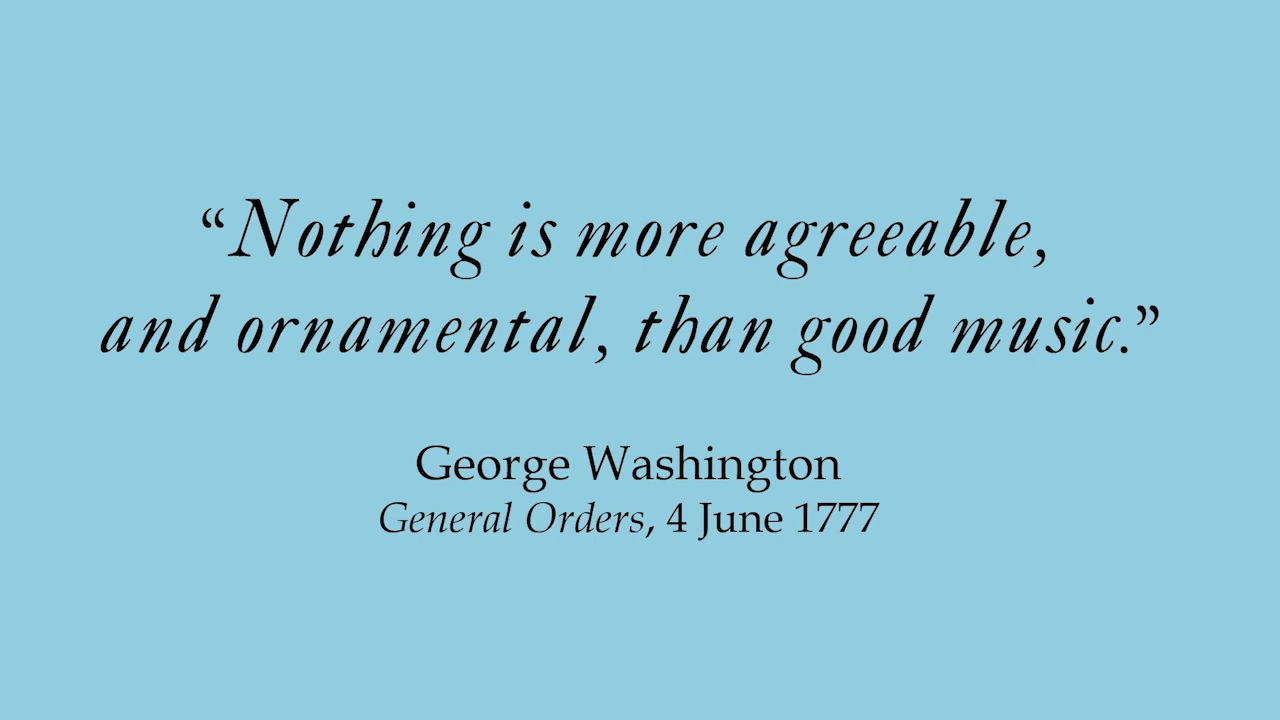 “Nothing is more agreeable,
and ornamental, than good music.”
George Washington
General Orders, 4 June 1777